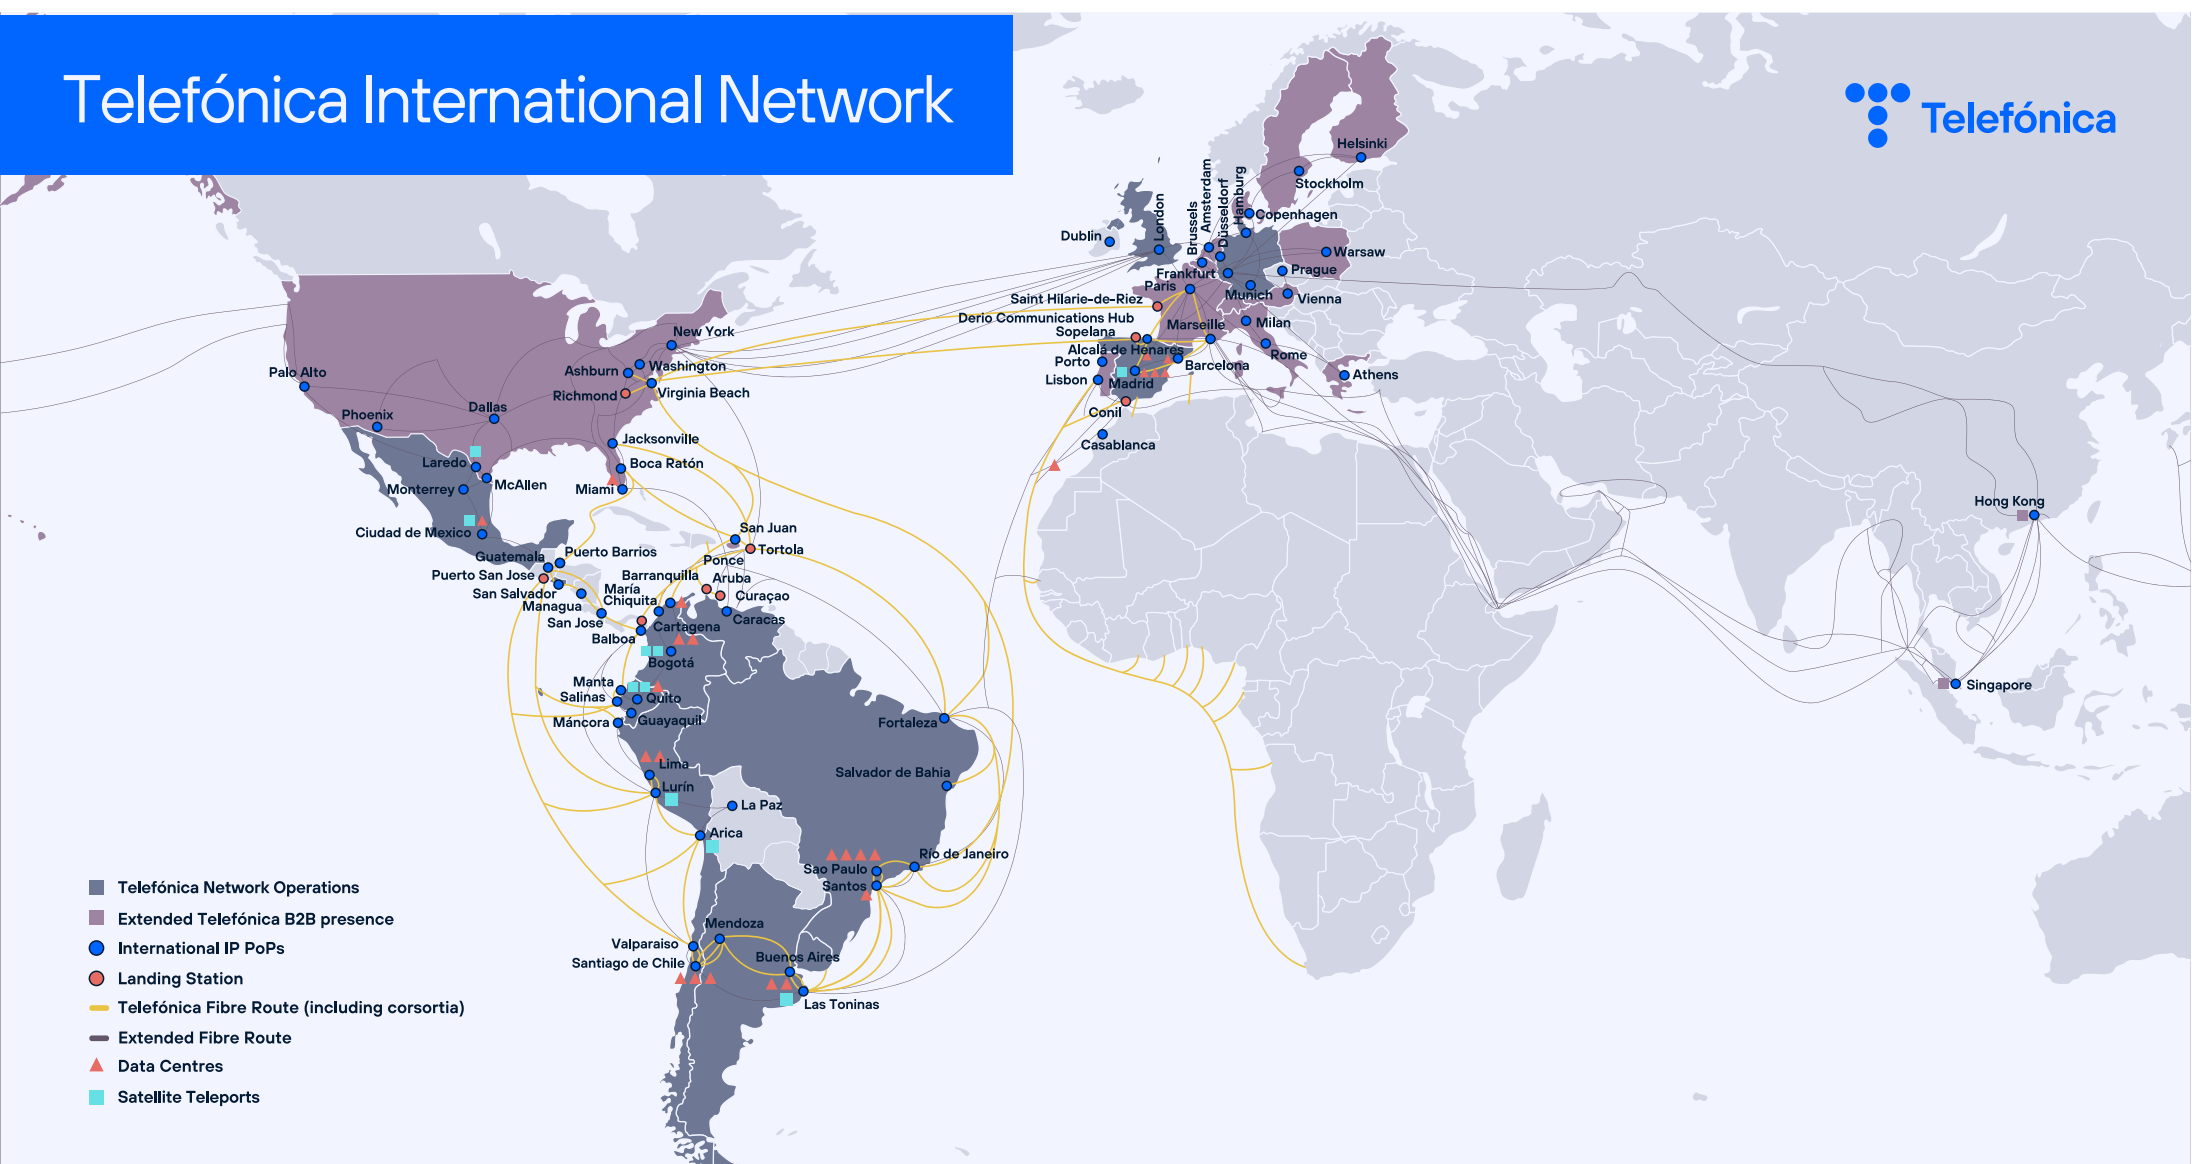 Telefónica International Network
Telefónica
Helsinki
Stockholm
Copenhagen
Hamburg
Düsseldorf
Amsterdam
Brussels
London
Dublin
Warsaw
Frankfurt
Prague
Paris
Munich
Vienna
Saint Hilarie-de-Riez
Derio Communications Hub
Sopelana
Marseille
Milan
Alcalá de Henares
Rome
Porto
Barcelona
Lisbon
Madrid
Athens
Conil
Casablanca
New York
Washington
Ashburn
Palo Alto
Richmond
Virginia Beach
Phoenix
Dallas
Jacksonville
Laredo
Boca Ratón
Monterrey
McAllen
Miami
Ciudad de Mexico
San Juan
Tortola
Guatemala
Puerto Barrios
Ponce
Puerto San Jose
Barranquilla
Aruba
San Salvador
María
Chiquita
Curaçao
Managua
San Jose
Cartagena
Caracas
Balboa
Bogotá
Manta
Salinas
Quito
Máncora
Guayaquil
Fortaleza
Lima
Salvador de Bahia
Lurín
La Paz
Arica
Río de Janeiro
Sao Paulo
Santos
Mendoza
Valparaiso
Santiago de Chile
Buenos Aires
Las Toninas
Hong Kong
Singapore
Telefónica Network Operations
Extended Telefónica B2B presence
International IP PoPs
Landing Station
Telefónica Fibre Route (including corsortia)
Extended Fibre Route
Data Centres
Satellite Teleports